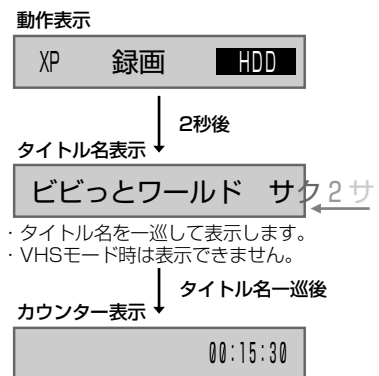 動作表示
XP 録画 HDD
2秒後
タイトル名表示
ビビっとワールド サク2サ
・タイトル名を一巡して表示します。
・VHSモード時は表示できません。
タイトル名一巡後
カウンター表示
00:15:30